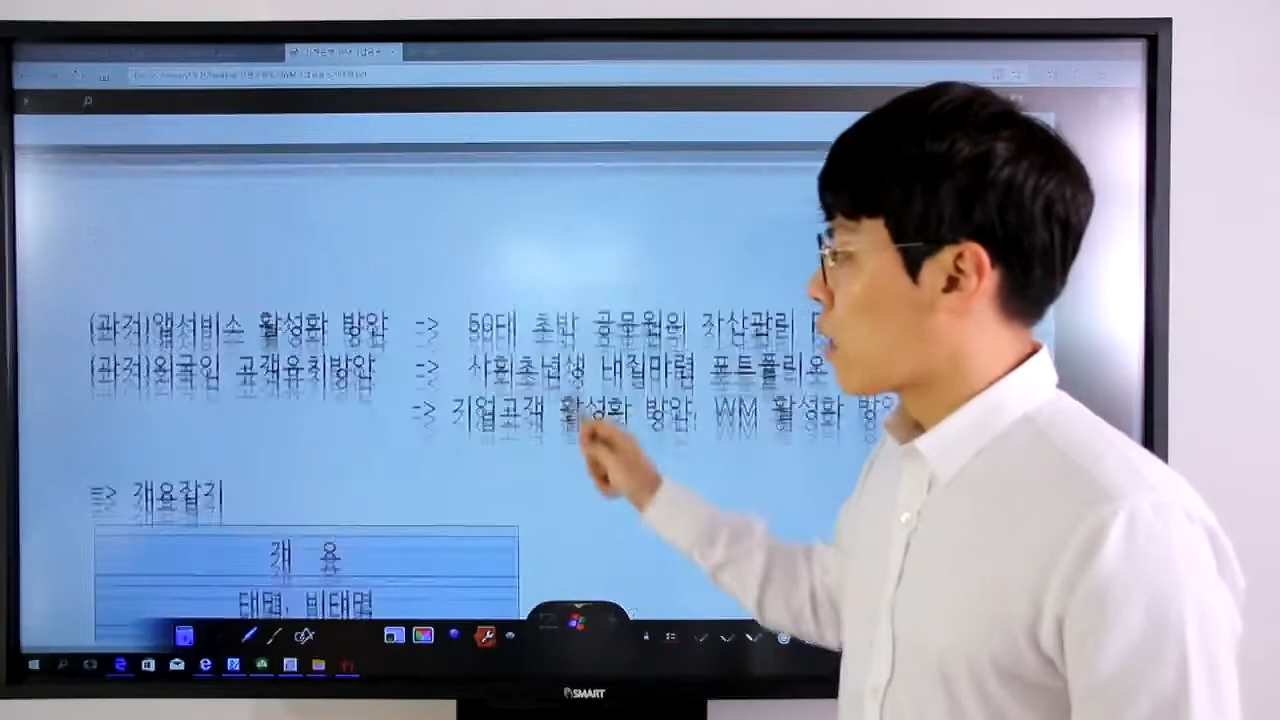 (과거)앱서비스 활성화 방안 => 50대 초반 공무원의 자산관리
(과거)외국인 고객유치방안 => 사회초년생 내집마련 포트폴리오
=> 기업고객 활성화 방안, WM 활성화 방안
=> 개요잡기
개 요
대면, 비대면
SMART